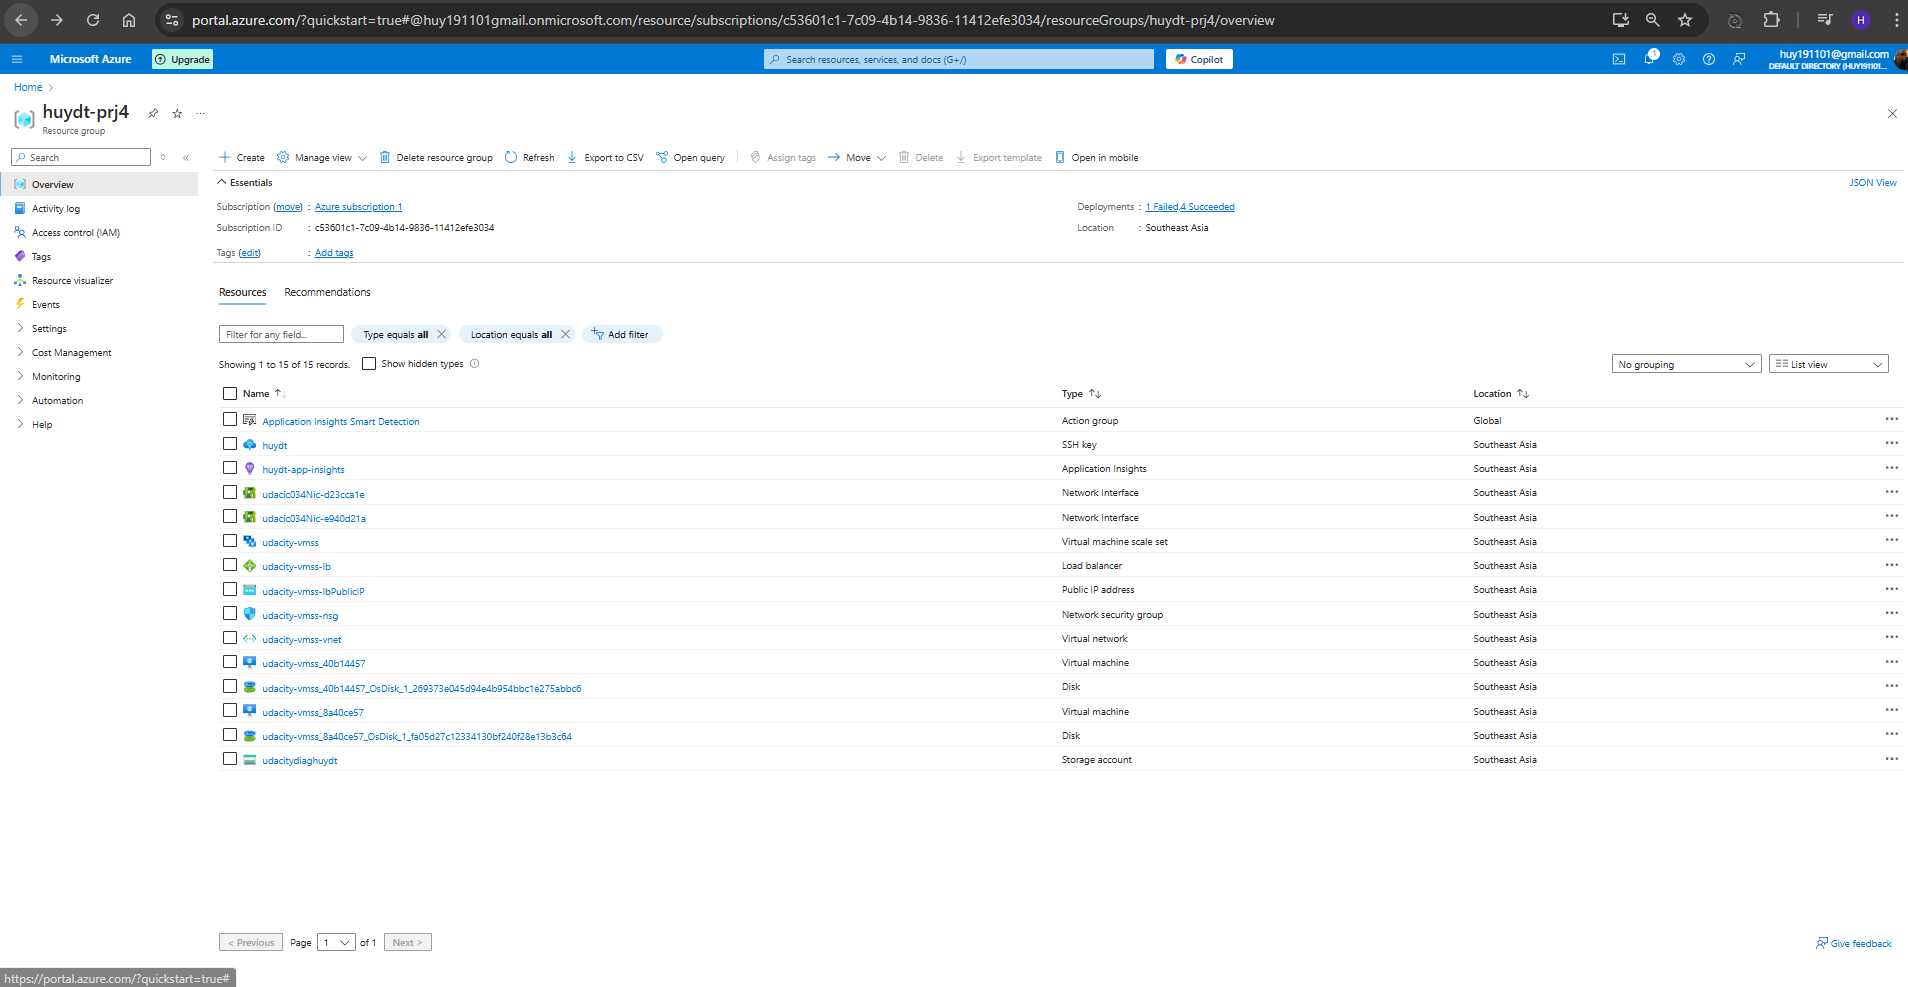 portal.azure.com/?quickstart=true#@huy191101gmail.onmicrosoft.com/resource/subscriptions/c53601c1-7c09-4b14-9836-11412efe3034/resourceGroups/huydt-prj4/overview
H
Microsoft Azure
Upgrade
Search resources, services, and docs (G+/)
Copilot
1
huy191101@gmail.com
DEFAULT DIRECTORY (HUY191101...
Home >
huydt-prj4
Resource group
Search
Create
Manage view
Delete resource group
Refresh
Export to CSV
Open query
Assign tags
Move
Delete
Export template
Open in mobile
Overview
Activity log
Access control (IAM)
Tags
Resource visualizer
Events
Settings
Cost Management
Monitoring
Automation
Help
Essentials
JSON View
Subscription (move) : Azure subscription 1
Deployments : 1 Failed,4 Succeeded
Subscription ID : c53601c1-7c09-4b14-9836-11412efe3034
Location : Southeast Asia
Tags (edit) : Add tags
Resources Recommendations
Filter for any field...
Type equals all
Location equals all
Add filter
Showing 1 to 15 of 15 records.
Show hidden types
No grouping
List view
Name Type Location
Application Insights Smart Detection Action group Global
huydt SSH key Southeast Asia
huydt-app-insights Application Insights Southeast Asia
udacic034Nic-d23cca1e Network Interface Southeast Asia
udacic034Nic-e940d21a Network Interface Southeast Asia
udacity-vmss Virtual machine scale set Southeast Asia
udacity-vmss-lb Load balancer Southeast Asia
udacity-vmss-lbPublicIP Public IP address Southeast Asia
udacity-vmss-nsg Network security group Southeast Asia
udacity-vmss-vnet Virtual network Southeast Asia
udacity-vmss_40b14457 Virtual machine Southeast Asia
udacity-vmss_40b14457_OsDisk_1_269373e045d94e4b954bbc1e275abbc6 Disk Southeast Asia
udacity-vmss_8a40ce57 Virtual machine Southeast Asia
udacity-vmss_8a40ce57_OsDisk_1_fa05d27c12334130bf240f28e13b3c64 Disk Southeast Asia
udacitydiaghuydt Storage account Southeast Asia
< Previous Page 1 of 1 Next >
Give feedback
https://portal.azure.com/?quickstart=true#